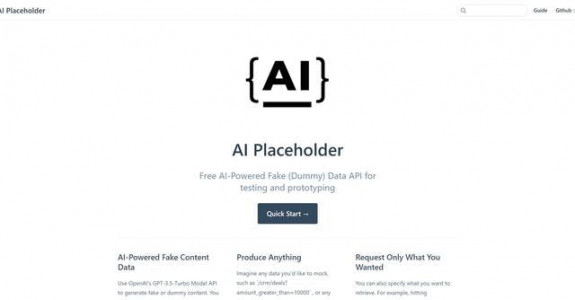 AI Placeholder
Guide
Github
{AI}
AI Placeholder
Free AI-Powered Fake (Dummy) Data API for
testing and prototyping
Quick Start →
AI-Powered Fake Content
Data
Use OpenAI's GPT-3.5-Turbo Model API
to generate fake or dummy content. You
Produce Anything
Imagine any data you'd like to mock,
such as `/crm/deals?
amount_greater_than=10000`, or any
Request Only What You
Wanted
You can also specify what you want to
retrieve. For example, hitting